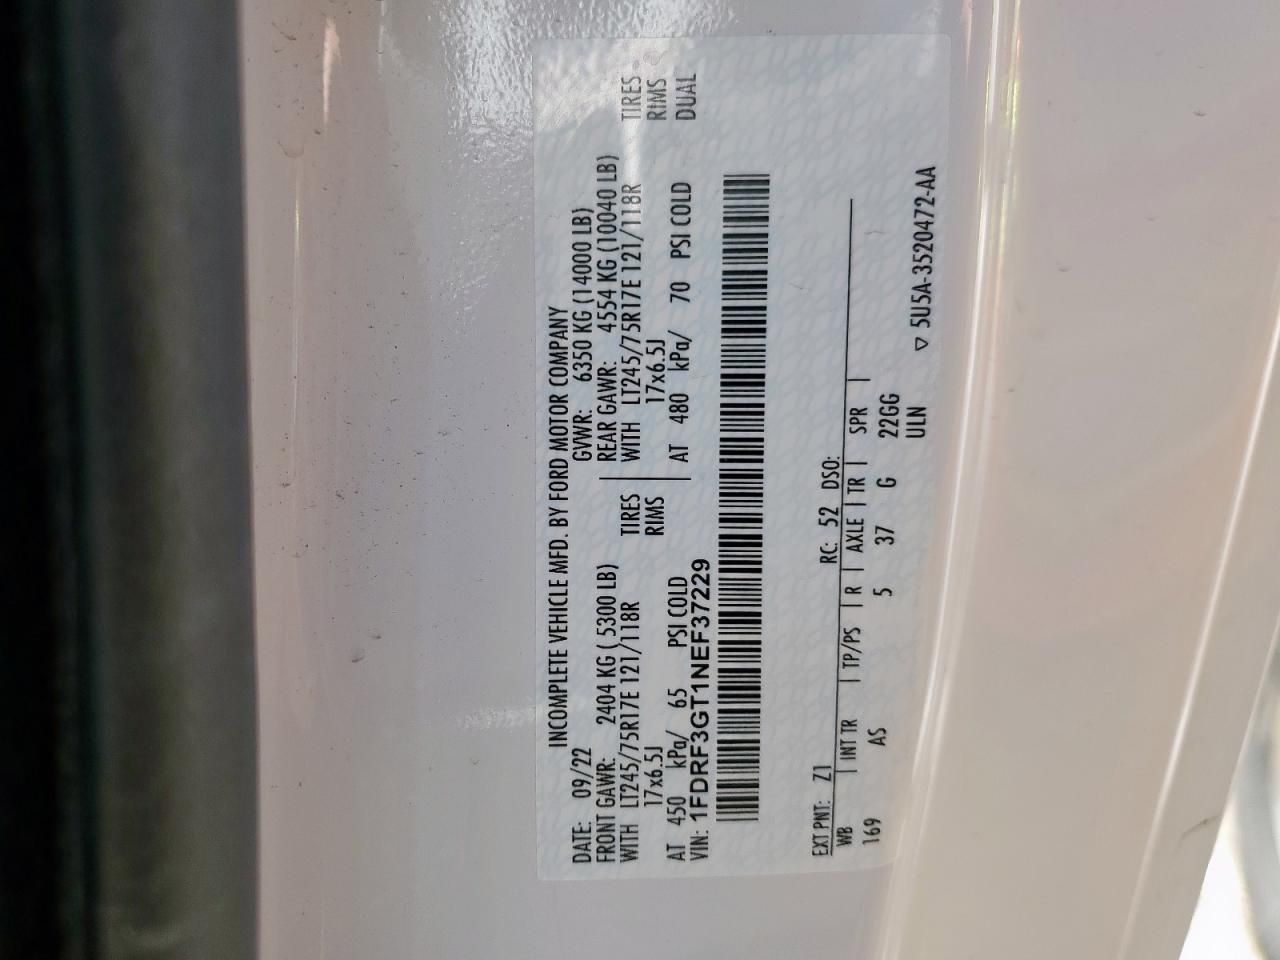 INCOMPLETE VEHICLE MFD. BY FORD MOTOR COMPANY
DATE: 09/22 GVWR: 6350 KG (14000 LB)
FRONT GAWR: 2404 KG ( 5300 LB) REAR GAWR: 4554 KG (10040 LB)
WITH LT245/75R17E 121/118R TIRES WITH LT245/75R17E 121/118R TIRES
17x6.5J RIMS 17x6.5J RIMS
AT 450 kPa/ 65 PSI COLD AT 480 kPa/ 70 PSI COLD DUAL
VIN: 1FDRF3GT1NEF37229
EXT PNT: Z1 RC: 52 DSO:
WB | INT TR | TP/PS | R | AXLE | TR | SPR |
169 AS 5 37 G 22GG
ULN
▽ 5U5A-3520472-AA